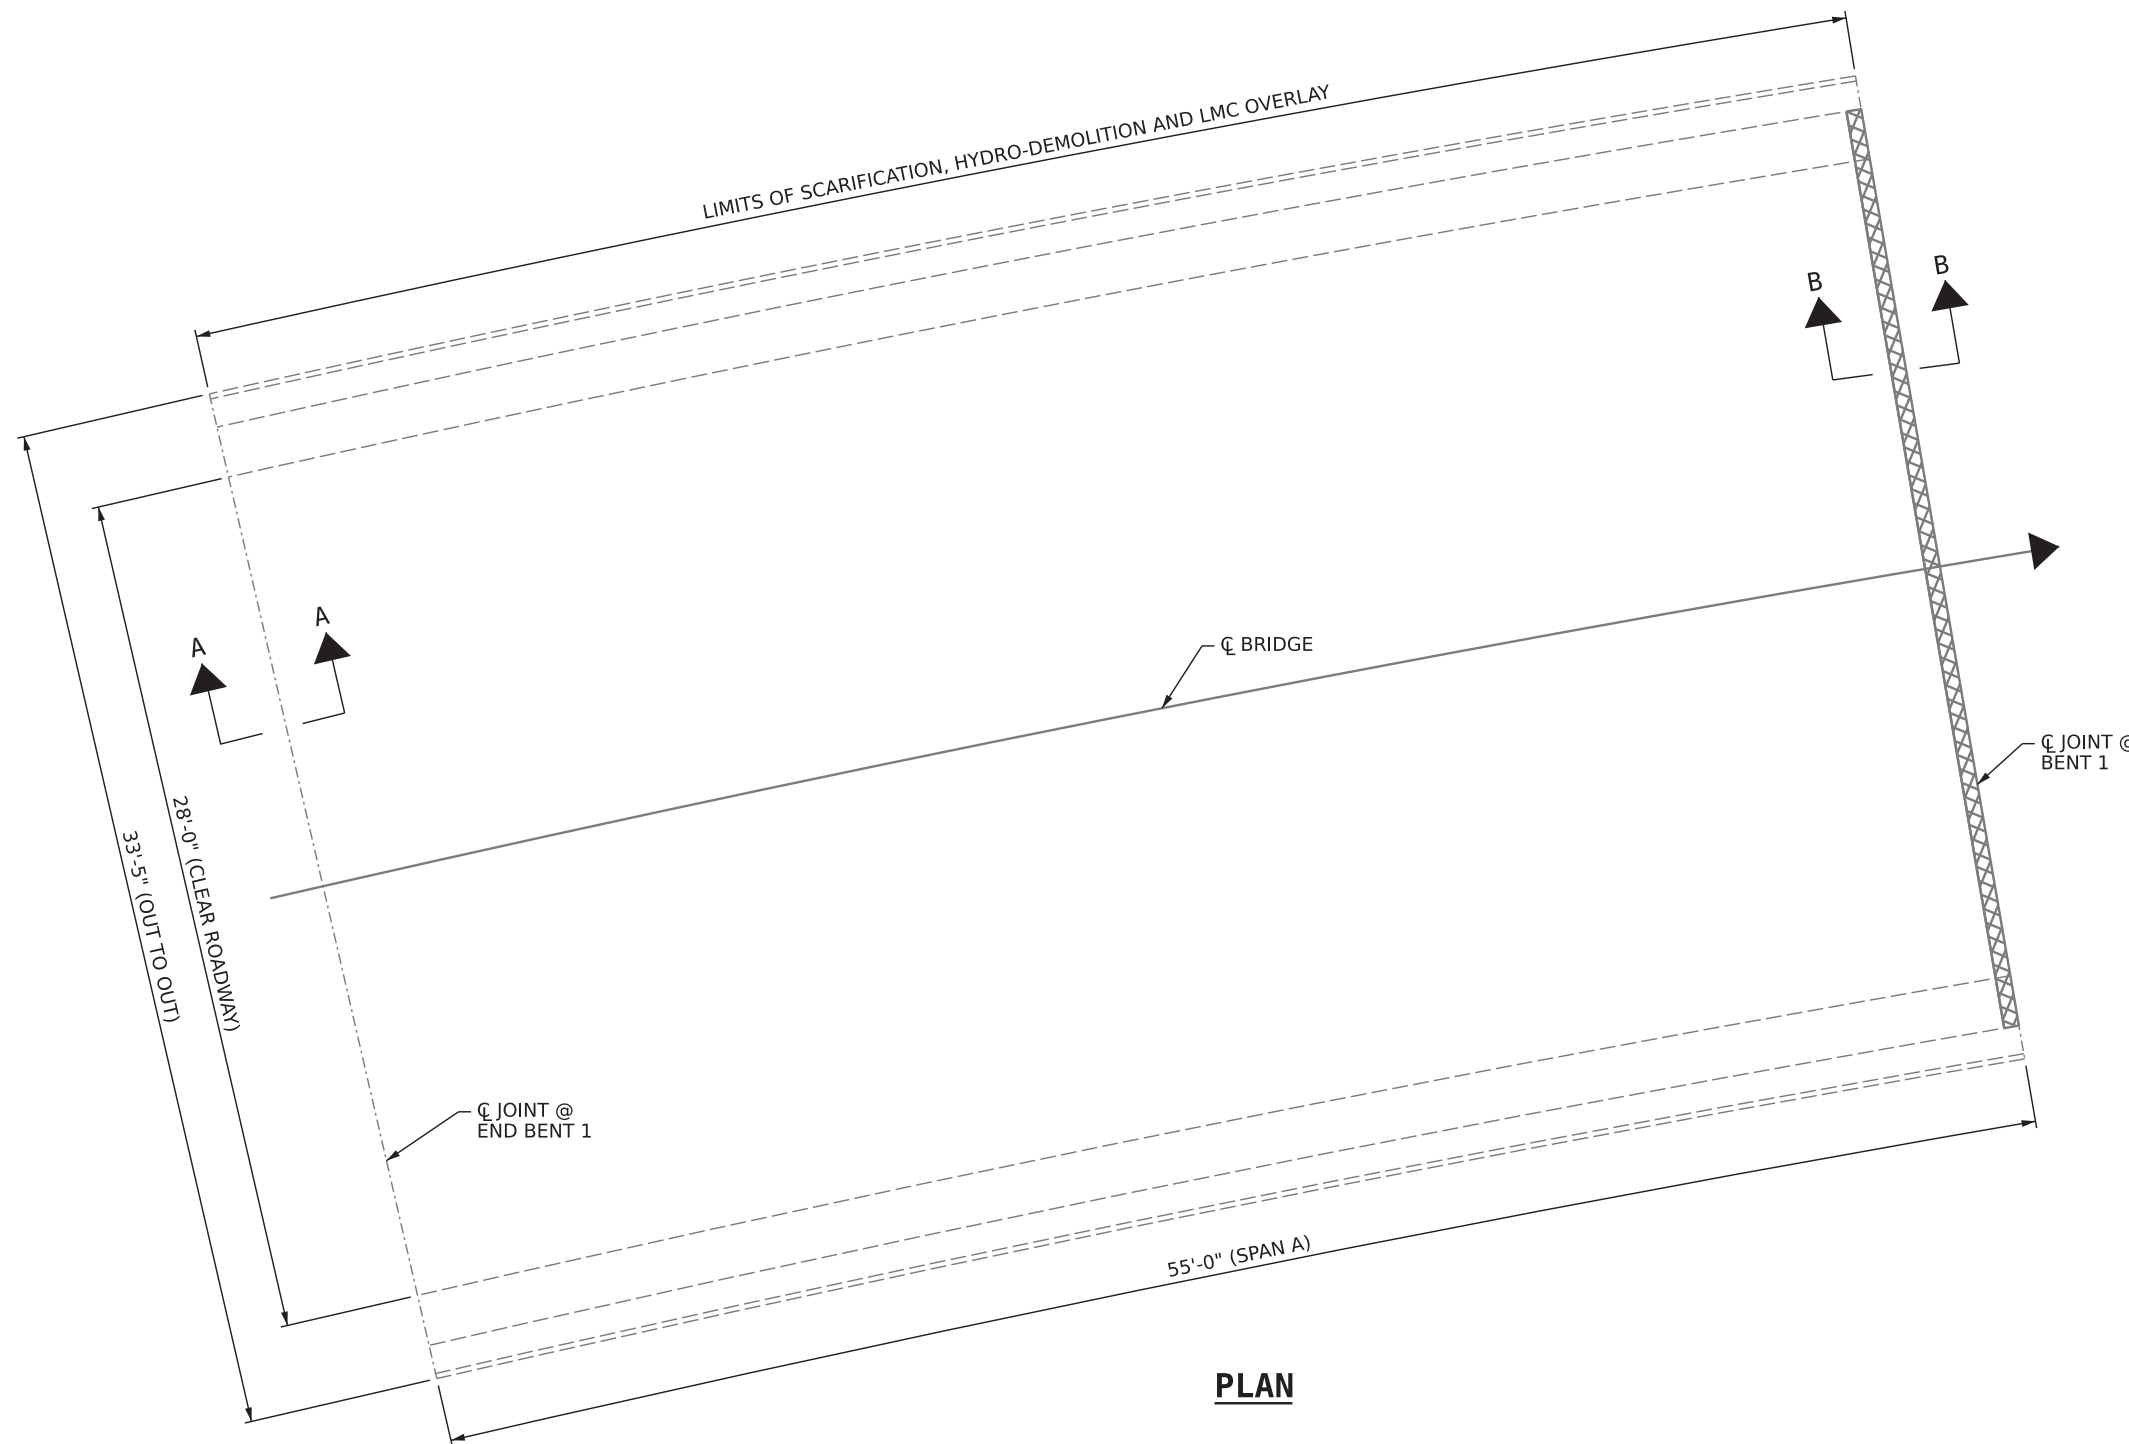 LIMITS OF SCARIFICATION, HYDRO-DEMOLITION AND LMC OVERLAY
B
B
A
A
℄ BRIDGE
℄ JOINT @
BENT 1
28'-0" (CLEAR ROADWAY)
33'-5" (OUT TO OUT)
℄ JOINT @
END BENT 1
55'-0" (SPAN A)
PLAN